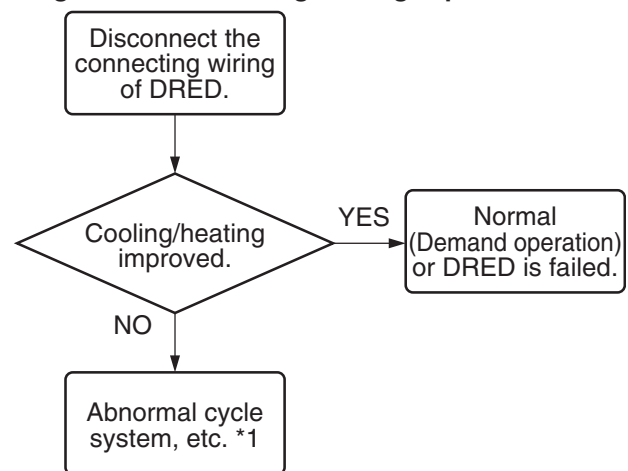 Disconnect the
connecting wiring
of DRED.
Cooling/heating
improved.
YES
Normal
(Demand operation)
or DRED is failed.
NO
Abnormal cycle
system, etc. *1